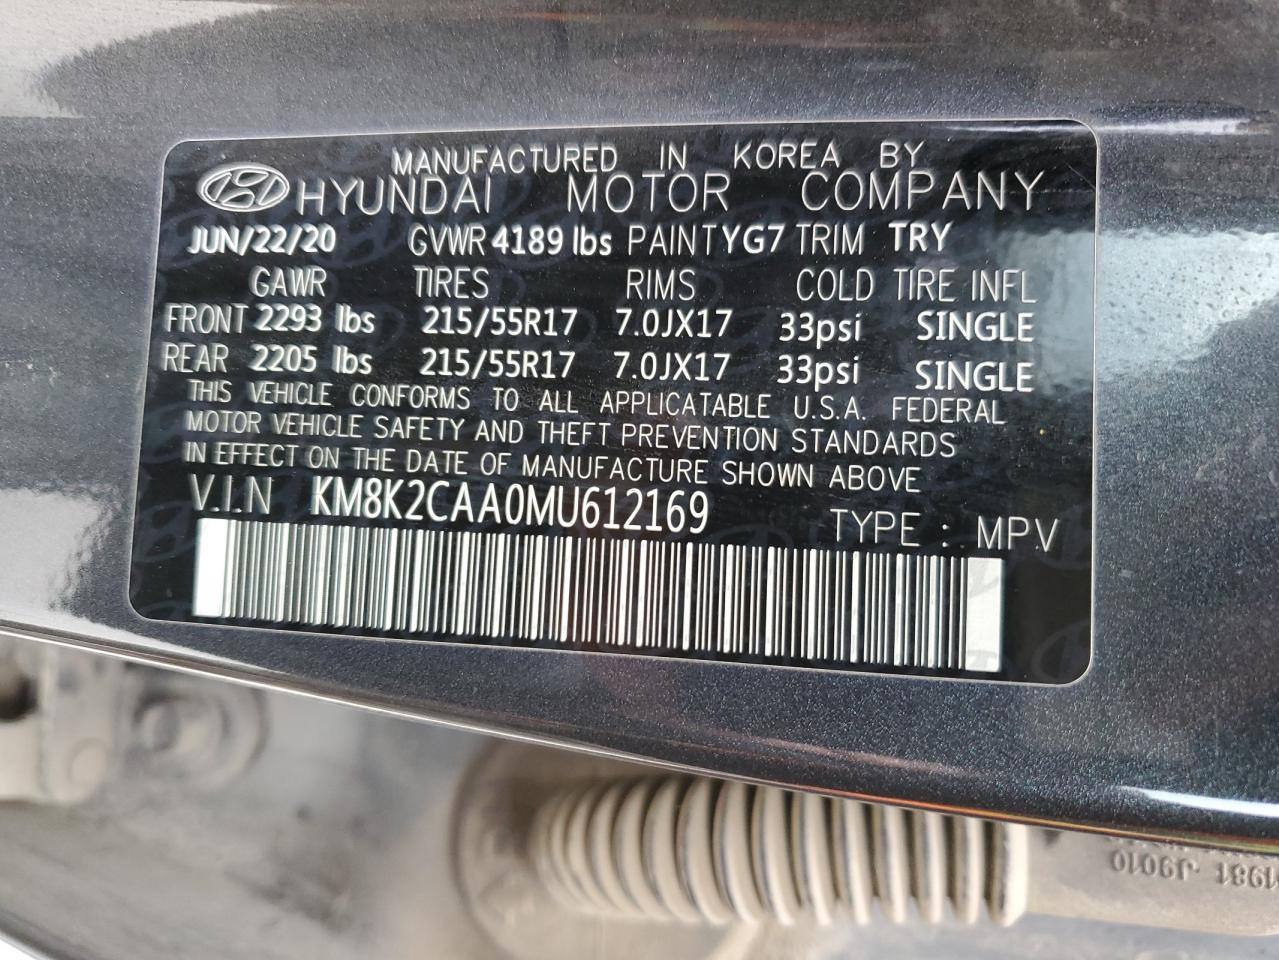 MANUFACTURED IN KOREA BY
HYUNDAI MOTOR COMPANY
JUN/22/20 GVWR 4189 lbs PAINT YG7 TRIM TRY
GAWR TIRES RIMS COLD TIRE INFL
FRONT 2293 lbs 215/55R17 7.0JX17 33psi SINGLE
REAR 2205 lbs 215/55R17 7.0JX17 33psi SINGLE
THIS VEHICLE CONFORMS TO ALL APPLICATABLE U.S.A. FEDERAL
MOTOR VEHICLE SAFETY AND THEFT PREVENTION STANDARDS
IN EFFECT ON THE DATE OF MANUFACTURE SHOWN ABOVE
V.I.N KM8K2CAA0MU612169 TYPE : MPV
J9010